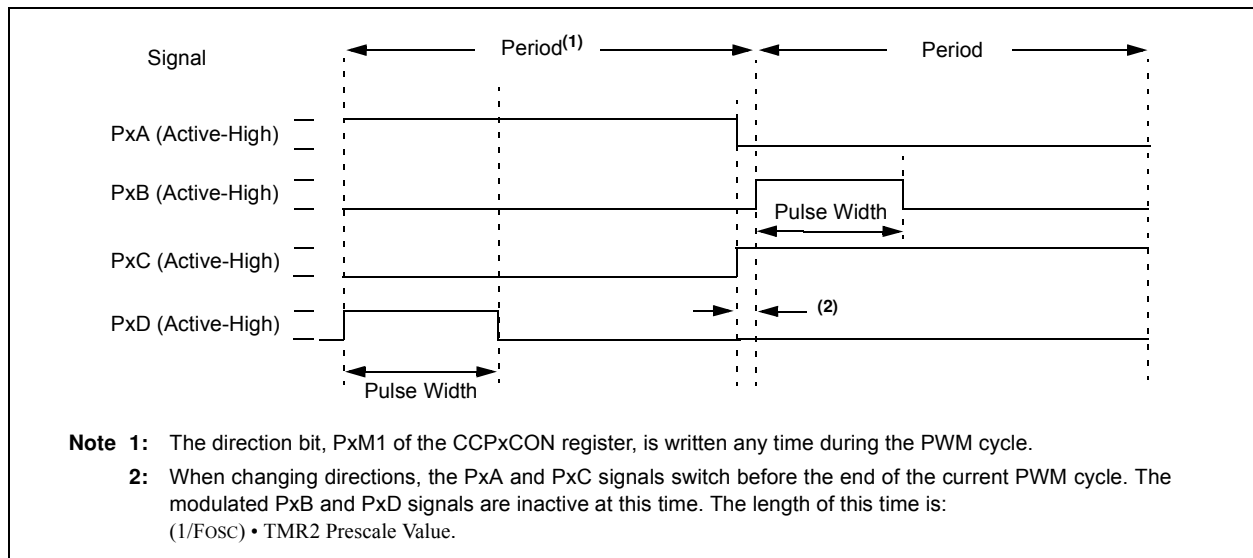 Signal
Period(1)
Period
PxA (Active-High)
PxB (Active-High)
Pulse Width
PxC (Active-High)
(2)
PxD (Active-High)
Pulse Width
Note 1: The direction bit, PxM1 of the CCPxCON register, is written any time during the PWM cycle.
2: When changing directions, the PxA and PxC signals switch before the end of the current PWM cycle. The
modulated PxB and PxD signals are inactive at this time. The length of this time is:
(1/FOSC) • TMR2 Prescale Value.